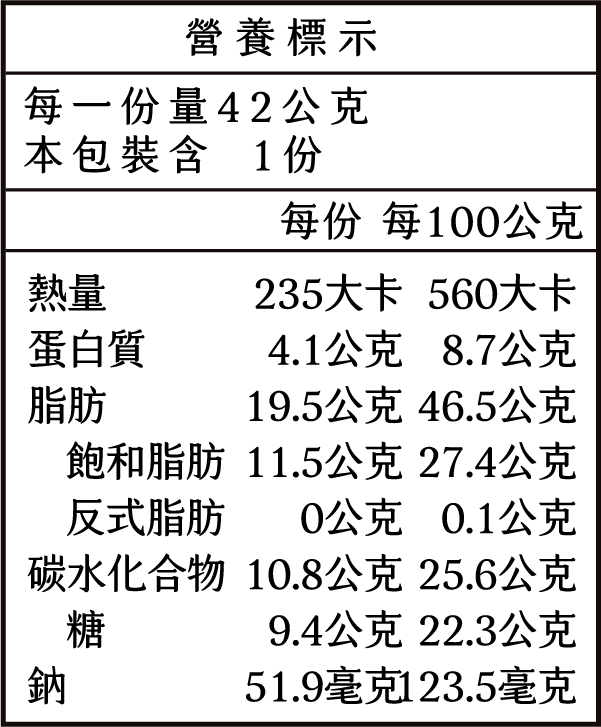 營養標示
每一份量42公克
本包裝含 1份
每份 每100公克
熱量 235大卡 560大卡
蛋白質 4.1公克 8.7公克
脂肪 19.5公克 46.5公克
飽和脂肪 11.5公克 27.4公克
反式脂肪 0公克 0.1公克
碳水化合物 10.8公克 25.6公克
糖 9.4公克 22.3公克
鈉 51.9毫克 123.5毫克